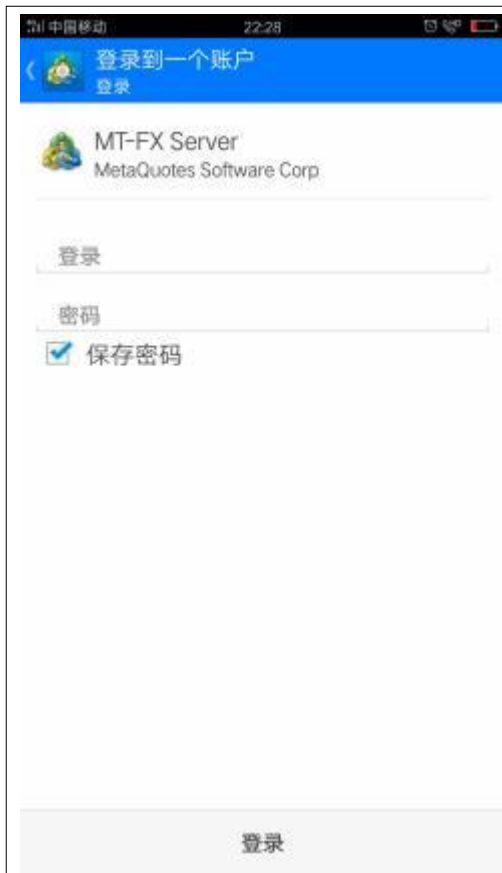 中国移动 22:28
登录到一个账户
登录
MT-FX Server
MetaQuotes Software Corp
登录
密码
保存密码
登录